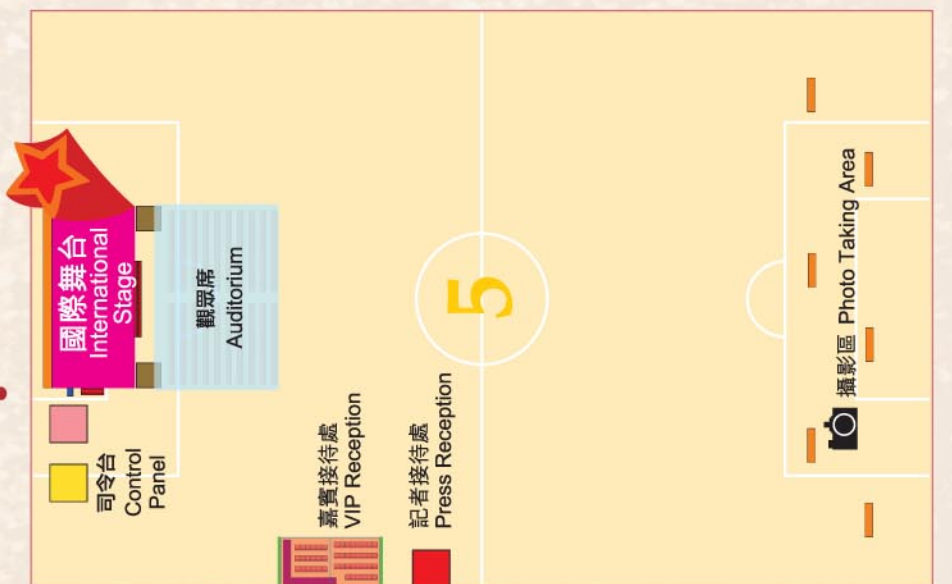 國際舞台
International
Stage
觀眾席
Auditorium
司令台
Control
Panel
嘉賓接待處
VIP Reception
記者接待處
Press Reception
5
攝影區 Photo Taking Area